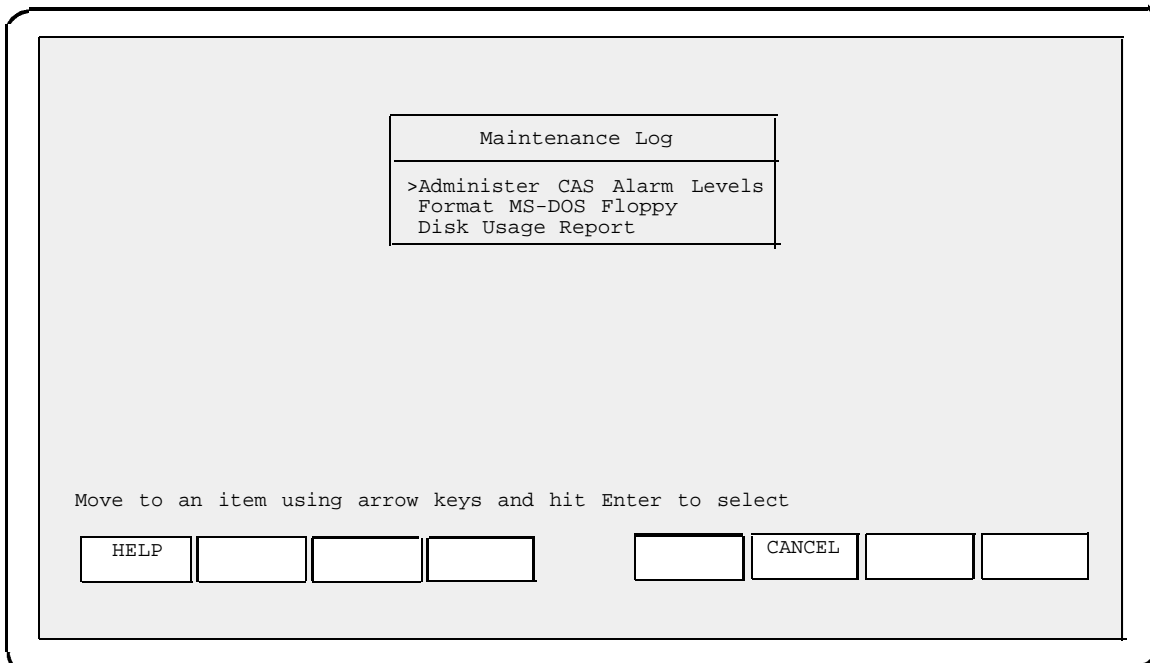 Maintenance Log
>Administer CAS Alarm Levels
Format MS-DOS Floppy
Disk Usage Report
Move to an item using arrow keys and hit Enter to select
HELP
CANCEL